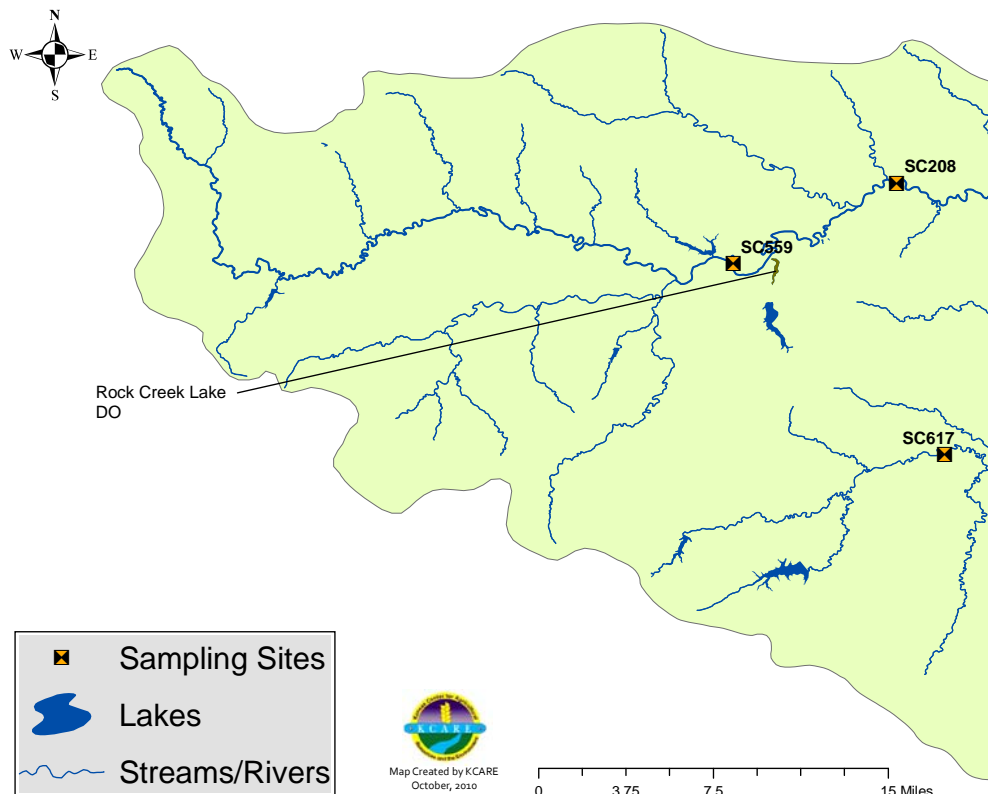 N
W E
S
SC208
SC559
Rock Creek Lake
DO
SC617
Sampling Sites
Lakes
Streams/Rivers
KCARE
Map Created by KCARE
October, 2010
0 3.75 7.5 15 Miles